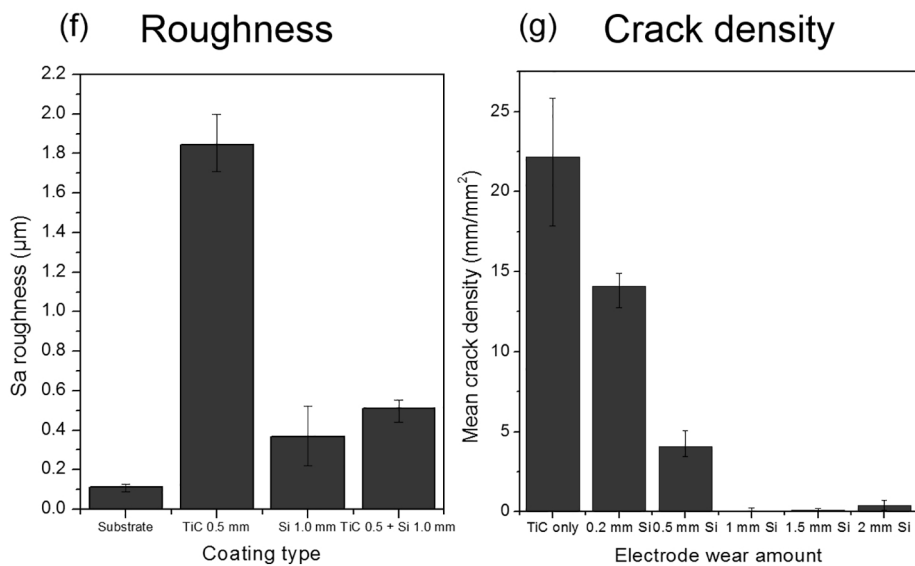 (f) Roughness
2.2
2.0
1.8
1.6
1.4
1.2
1.0
0.8
0.6
0.4
0.2
0.0
Sa roughness (µm)
Substrate TiC 0.5 mm Si 1.0 mm TiC 0.5 + Si 1.0 mm
Coating type
(g) Crack density
25
20
15
10
5
0
Mean crack density (mm/mm²)
TiC only 0.2 mm Si 0.5 mm Si 1 mm Si 1.5 mm Si 2 mm Si
Electrode wear amount